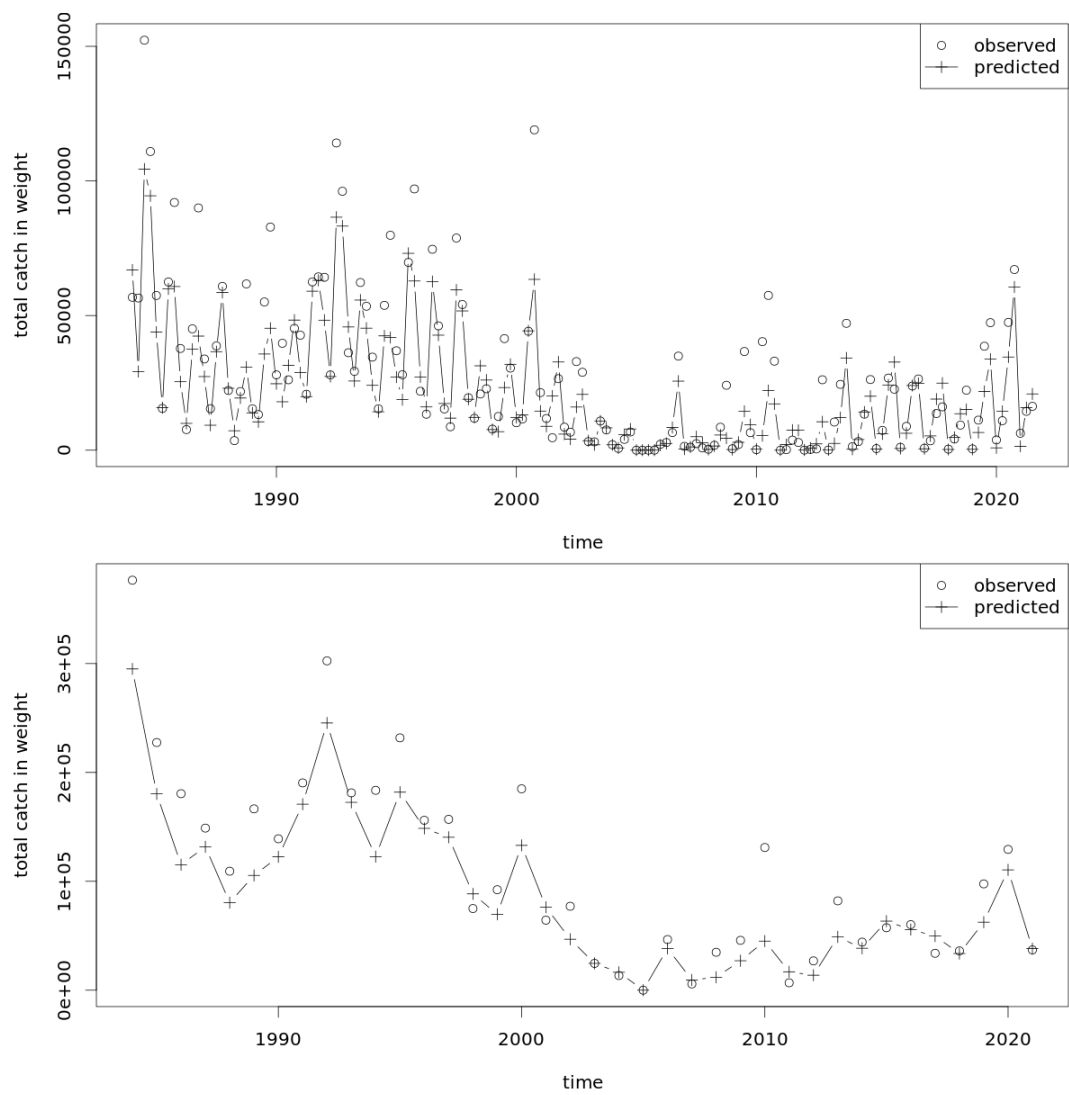 150000
100000
50000
0
total catch in weight
observed
predicted
1990
2000
2010
2020
time
3e+05
2e+05
1e+05
0e+00
total catch in weight
observed
predicted
1990
2000
2010
2020
time